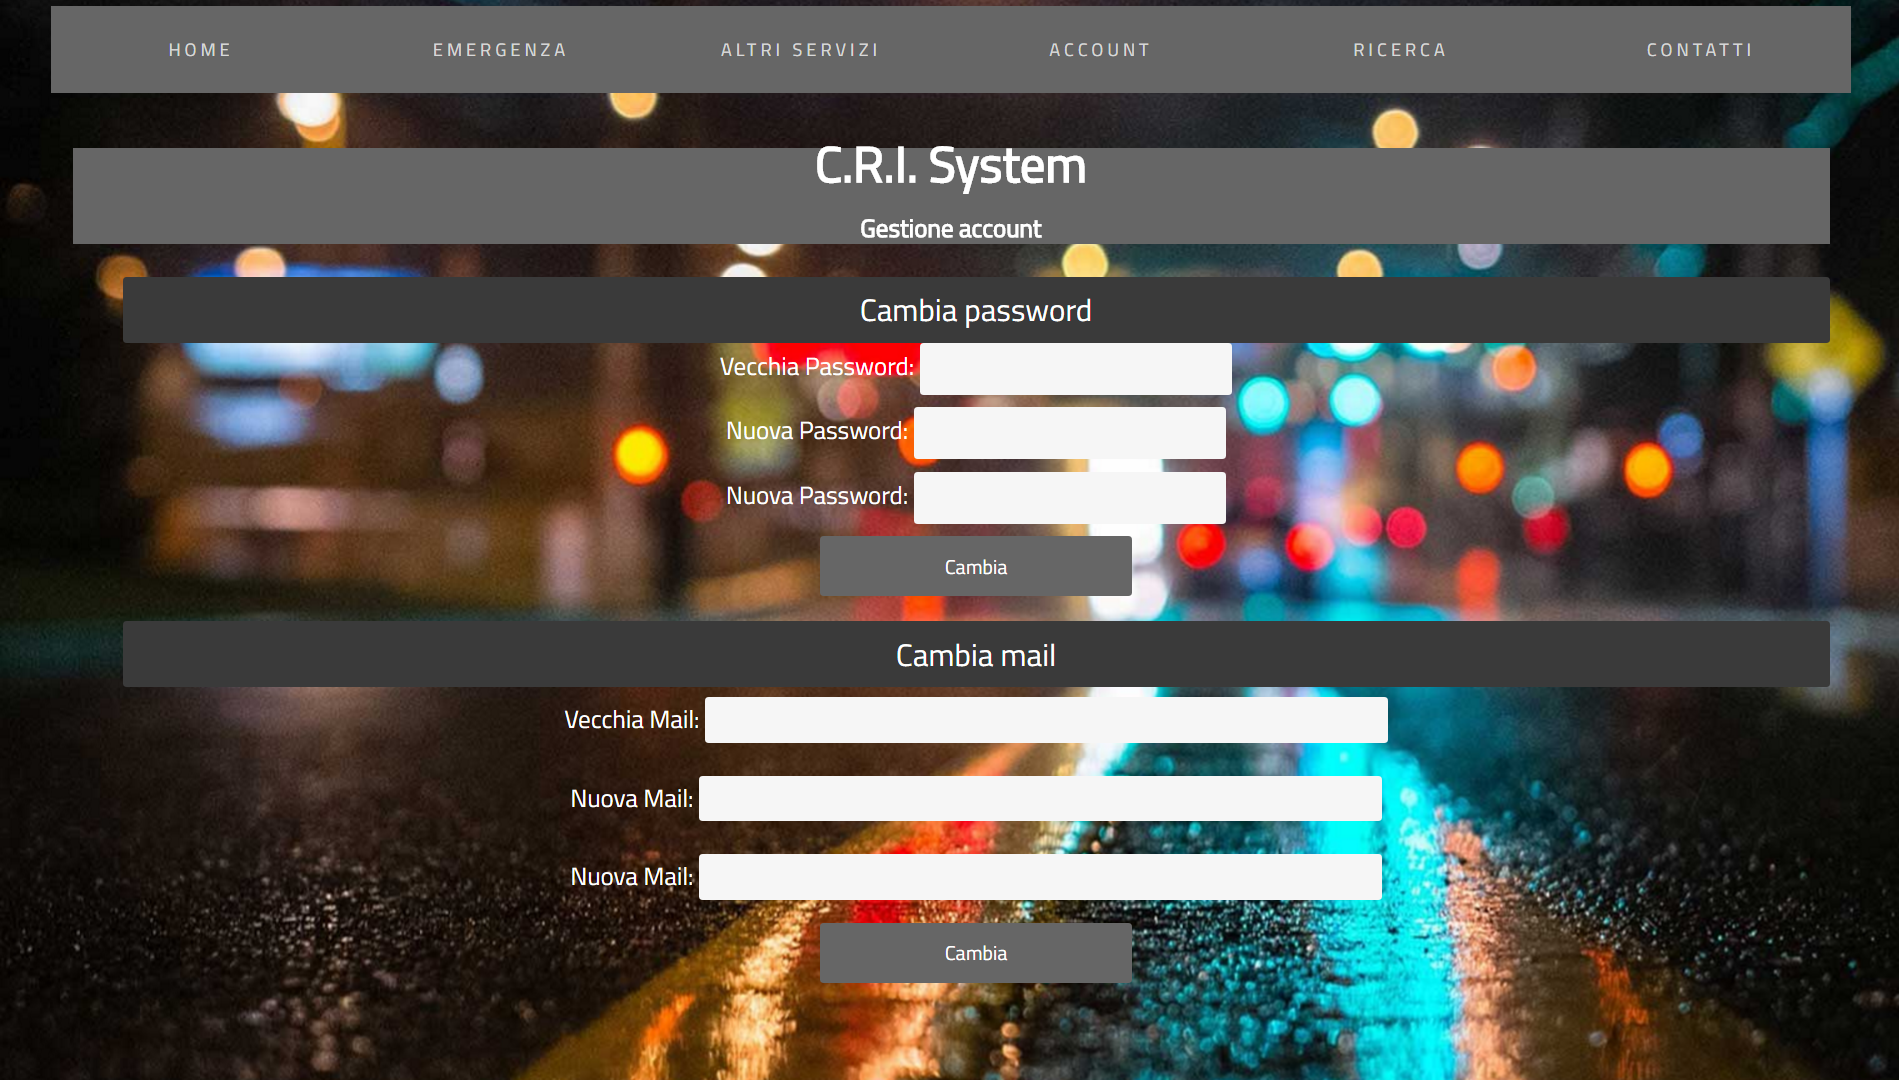 HOME EMERGENZA ALTRI SERVIZI ACCOUNT RICERCA CONTATTI
C.R.I. System
Gestione account
Cambia password
Vecchia Password:
Nuova Password:
Nuova Password:
Cambia
Cambia mail
Vecchia Mail:
Nuova Mail:
Nuova Mail:
Cambia